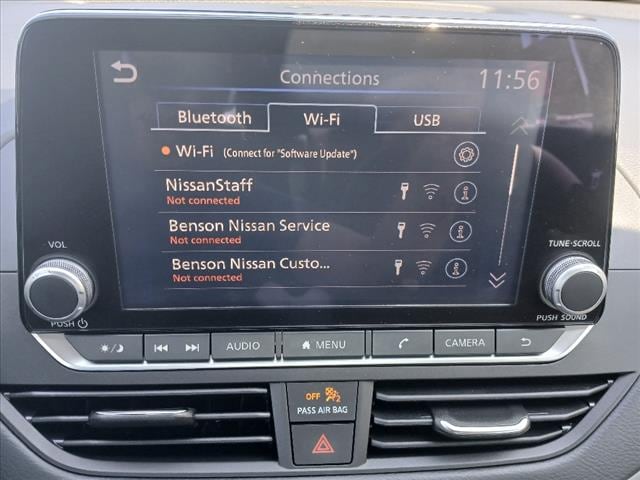 Connections
11:56
Bluetooth
Wi-Fi
USB
Wi-Fi (Connect for "Software Update")
NissanStaff
Not connected
Benson Nissan Service
Not connected
Benson Nissan Custo...
Not connected
VOL
PUSH
TUNE·SCROLL
PUSH SOUND
AUDIO
MENU
CAMERA
OFF 2
PASS AIR BAG